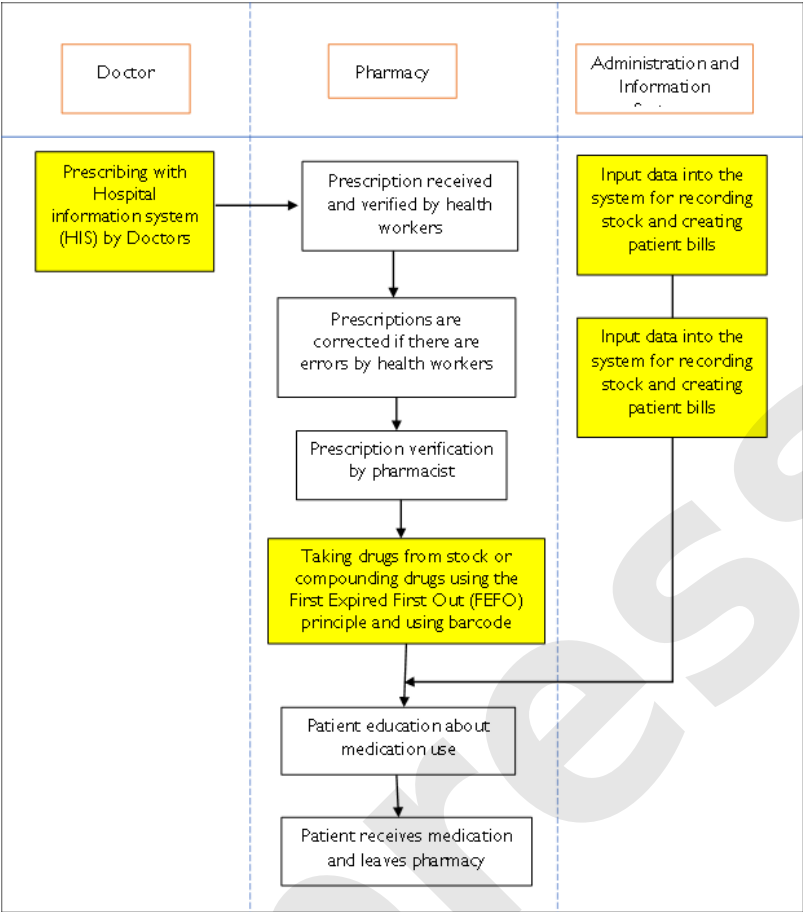 Doctor
Pharmacy
Administration and
Information
Prescribing with
Hospital
information system
(HIS) by Doctors
Prescription received
and verified by health
workers
Prescriptions are
corrected if there are
errors by health workers
Prescription verification
by pharmacist
Taking drugs from stock or
compounding drugs using the
First Expired First Out (FEFO)
principle and using barcode
Patient education about
medication use
Patient receives medication
and leaves pharmacy
Input data into the
system for recording
stock and creating
patient bills
Input data into the
system for recording
stock and creating
patient bills
press